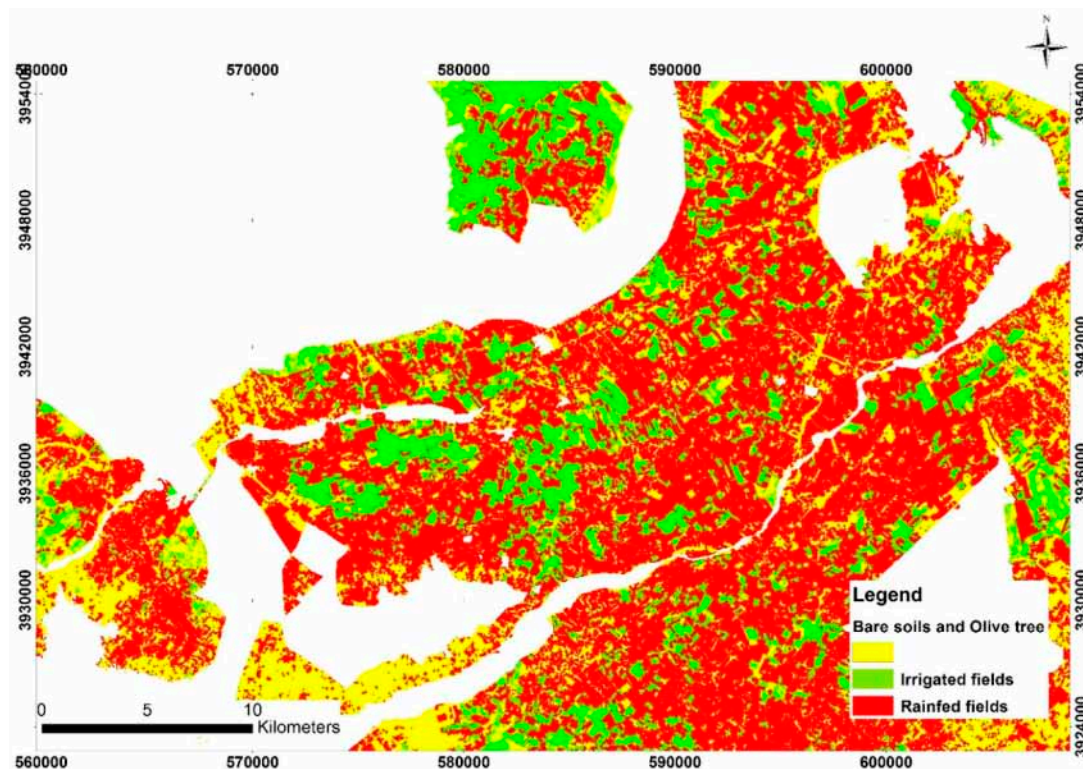 N
560000 570000 580000 590000 600000
3954000 3954000
3948000 3948000
3942000 3942000
3936000 3936000
3930000 3930000
3924000
Legend
Bare soils and Olive tree
Irrigated fields
Rainfed fields
0 5 10
Kilometers
560000 570000 580000 590000 600000